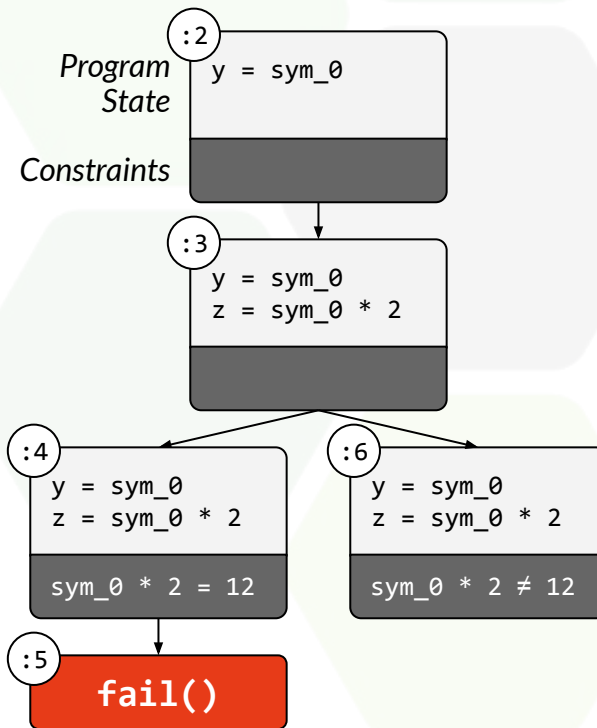 :2
Program
State
y = sym_0
Constraints
:3
y = sym_0
z = sym_0 * 2
:4
y = sym_0
z = sym_0 * 2
sym_0 * 2 = 12
:6
y = sym_0
z = sym_0 * 2
sym_0 * 2 ≠ 12
:5
fail()